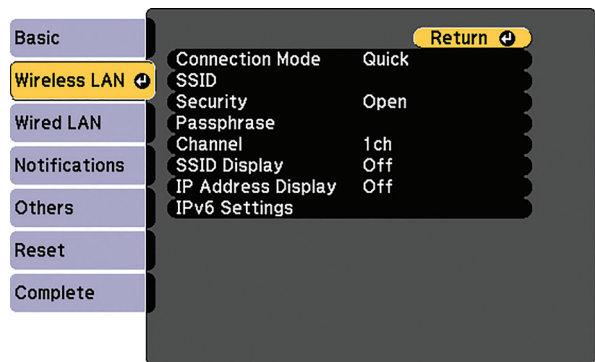 Basic
Wireless LAN
Wired LAN
Notifications
Others
Reset
Complete
Return
Connection Mode Quick
SSID
Security Open
Passphrase
Channel 1ch
SSID Display Off
IP Address Display Off
IPv6 Settings